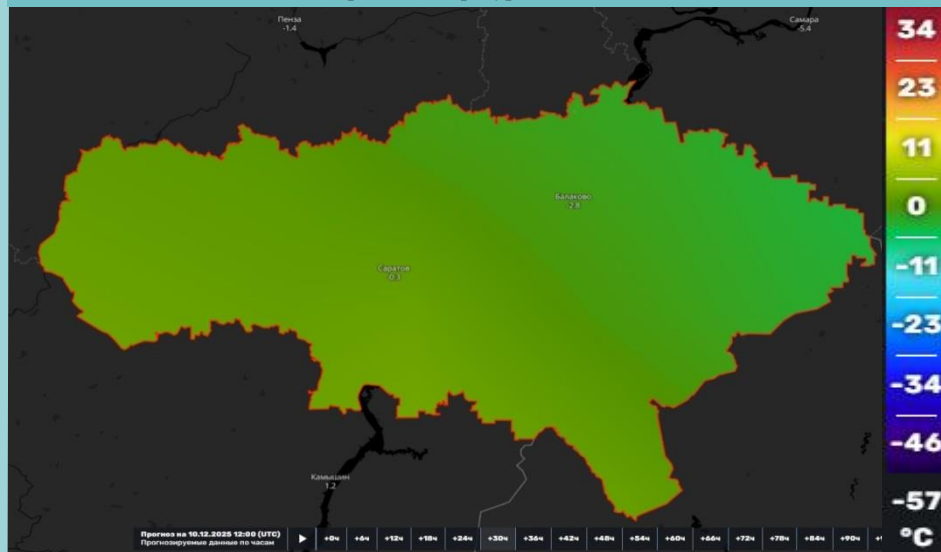 Пенза
-1.4
Самара
-5.4
34
23
11
0
-11
-23
-34
-46
-57
°C
Балаково
-2.8
Саратов
-0.3
Камышин
1.2
Прогноз на 10.12.2025 12:00 (UTC)
Прогнозируемые данные по часам
+0ч +6ч +12ч +18ч +24ч +30ч +36ч +42ч +48ч +54ч +60ч +66ч +72ч +78ч +84ч +90ч